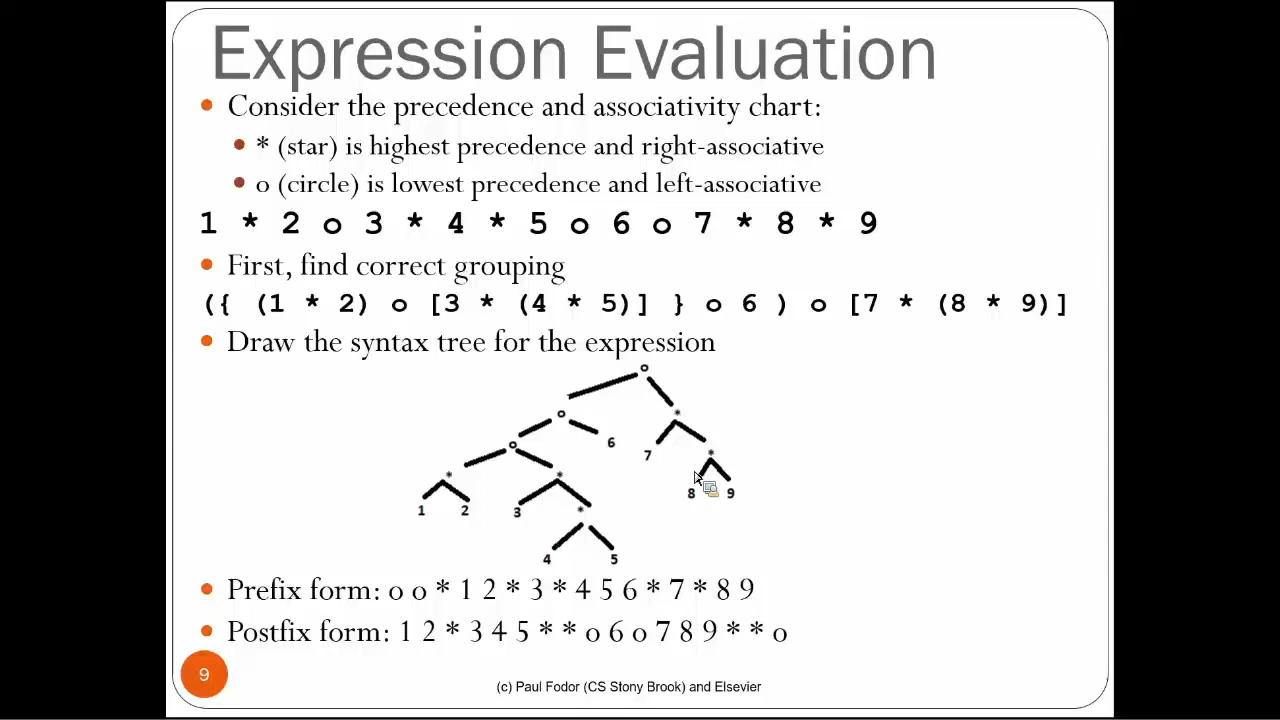 Expression Evaluation
• Consider the precedence and associativity chart:
• * (star) is highest precedence and right-associative
• o (circle) is lowest precedence and left-associative
1 * 2 o 3 * 4 * 5 o 6 o 7 * 8 * 9
• First, find correct grouping
({ (1 * 2) o [3 * (4 * 5)] } o 6 ) o [7 * (8 * 9)]
• Draw the syntax tree for the expression
o
o *
o 6 7 *
* * 8 9
1 2 3 *
4 5
• Prefix form: o o * 1 2 * 3 * 4 5 6 * 7 * 8 9
• Postfix form: 1 2 * 3 4 5 * * o 6 o 7 8 9 * * o
9
(c) Paul Fodor (CS Stony Brook) and Elsevier